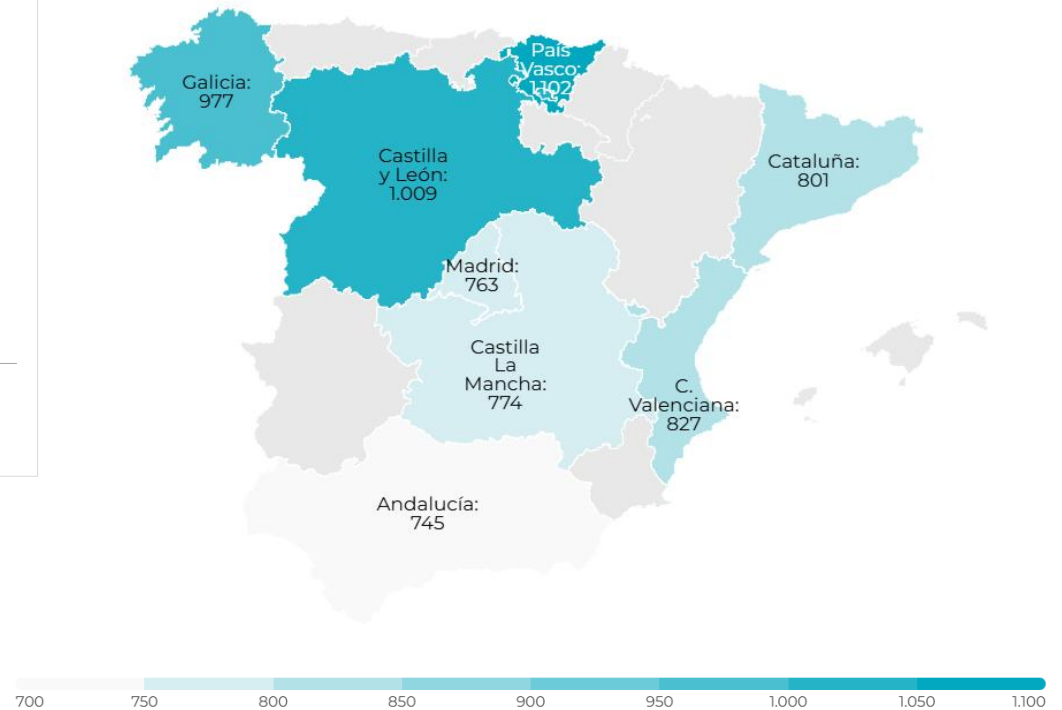 País
Vasco:
1.102
Galicia:
977
Castilla
y León:
1.009
Cataluña:
801
Madrid:
763
Castilla
La
Mancha:
774
C.
Valenciana:
827
Andalucía:
745
700 750 800 850 900 950 1.000 1.050 1.100